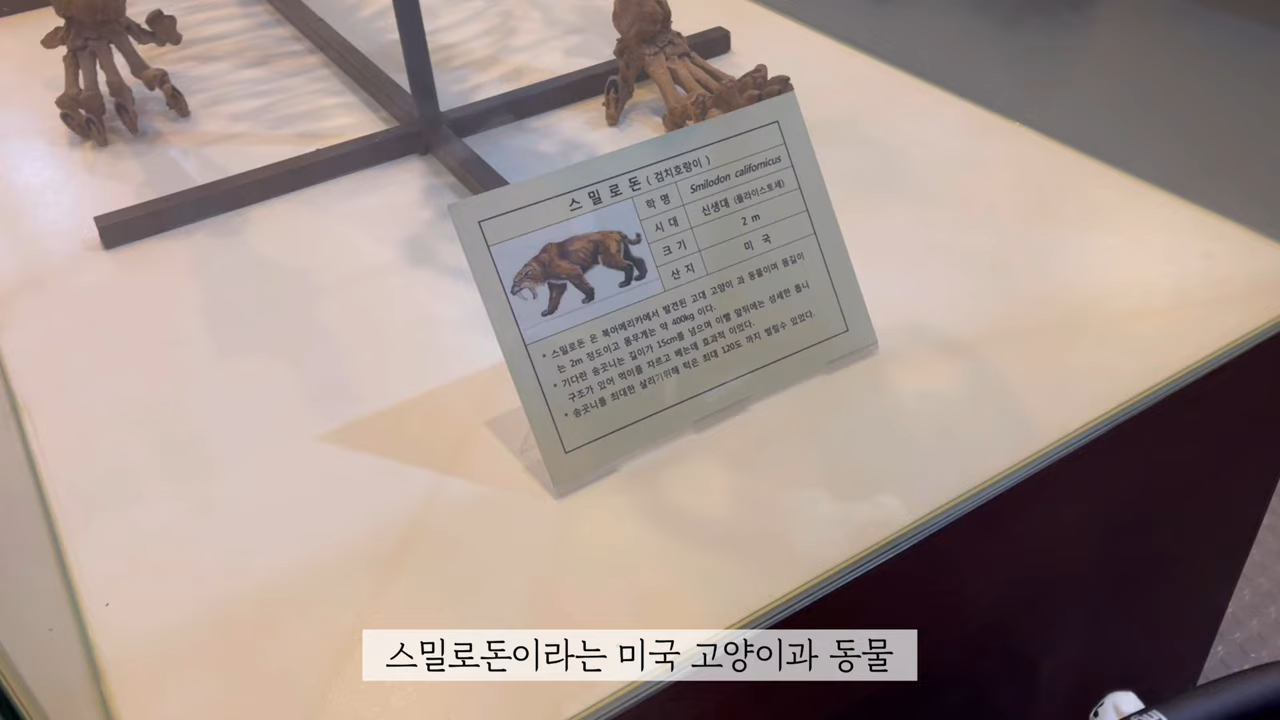 스밀로돈 ( 검치호랑이 )
학명 Smilodon californicus
시대 신생대 (플라이스토세)
크기 2 m
산지 미국
* 스밀로돈 은 북아메리카에서 발견된 고대 고양이 과 동물이며 몸길이
는 2m 정도이고 몸무게는 약 400kg 이다.
* 기다란 송곳니는 길이가 15cm를 넘으며 이빨 앞뒤에는 섬세한 톱니
구조가 있어 먹이를 자르고 베는데 효과적 이었다.
* 송곳니를 최대한 살리기위해 턱은 최대 120도 까지 벌릴수 있었다.
스밀로돈이라는 미국 고양이과 동물